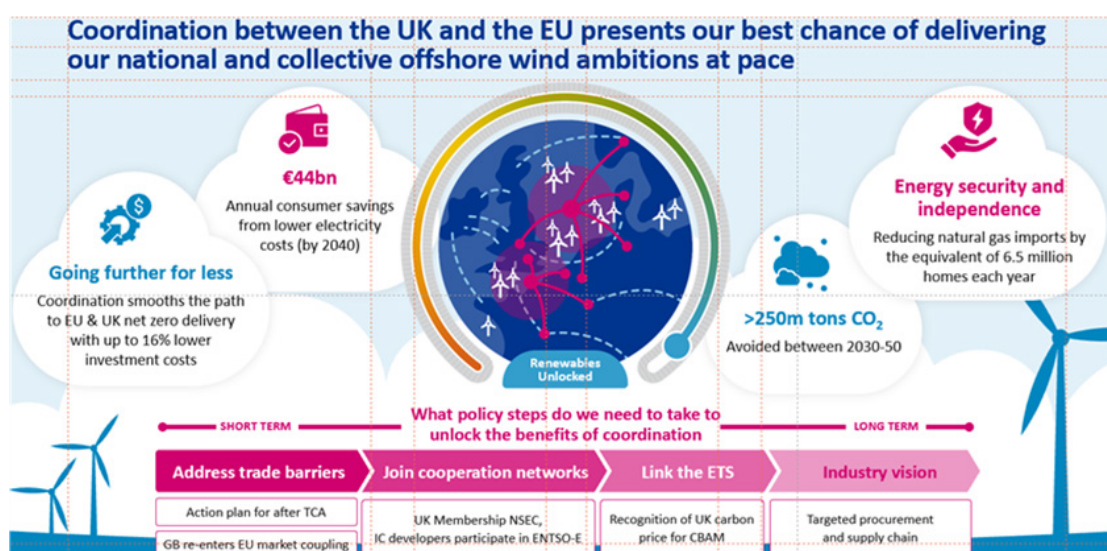 Coordination between the UK and the EU presents our best chance of delivering
our national and collective offshore wind ambitions at pace
€44bn
Annual consumer savings
from lower electricity
costs (by 2040)
Going further for less
Coordination smooths the path
to EU & UK net zero delivery
with up to 16% lower
investment costs
Renewables
Unlocked
Energy security and
independence
Reducing natural gas imports by
the equivalent of 6.5 million
homes each year
>250m tons CO₂
Avoided between 2030-50
What policy steps do we need to take to
unlock the benefits of coordination
SHORT TERM
LONG TERM
Address trade barriers
Join cooperation networks
Link the ETS
Industry vision
Action plan for after TCA
GB re-enters EU market coupling
UK Membership NSEC,
IC developers participate in ENTSO-E
Recognition of UK carbon
price for CBAM
Targeted procurement
and supply chain